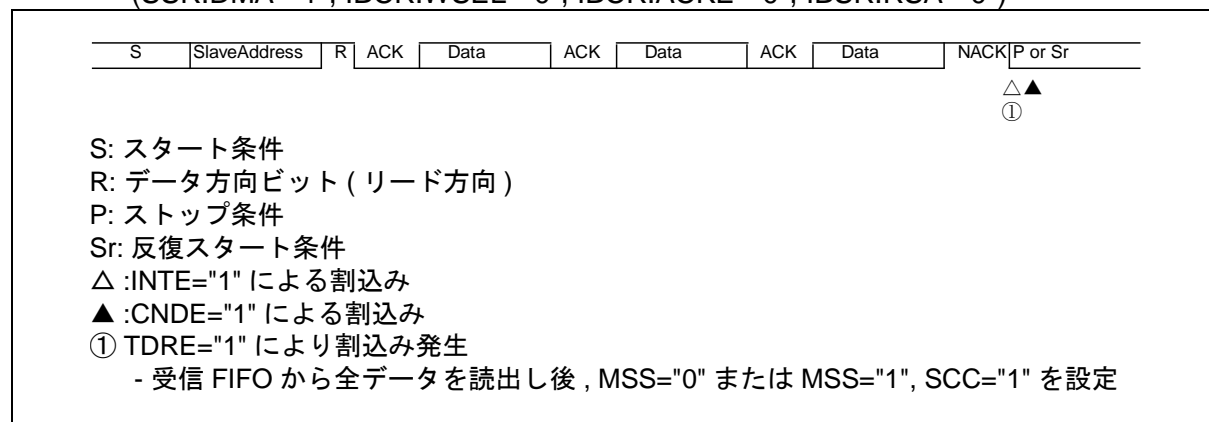 S SlaveAddress R ACK Data ACK Data ACK Data NACK P or Sr
△▲
①
S: スタート条件
R: データ方向ビット ( リード方向 )
P: ストップ条件
Sr: 反復スタート条件
△ :INTE="1" による割込み
▲ :CNDE="1" による割込み
① TDRE="1" により割込み発生
- 受信 FIFO から全データを読出し後 , MSS="0" または MSS="1", SCC="1" を設定